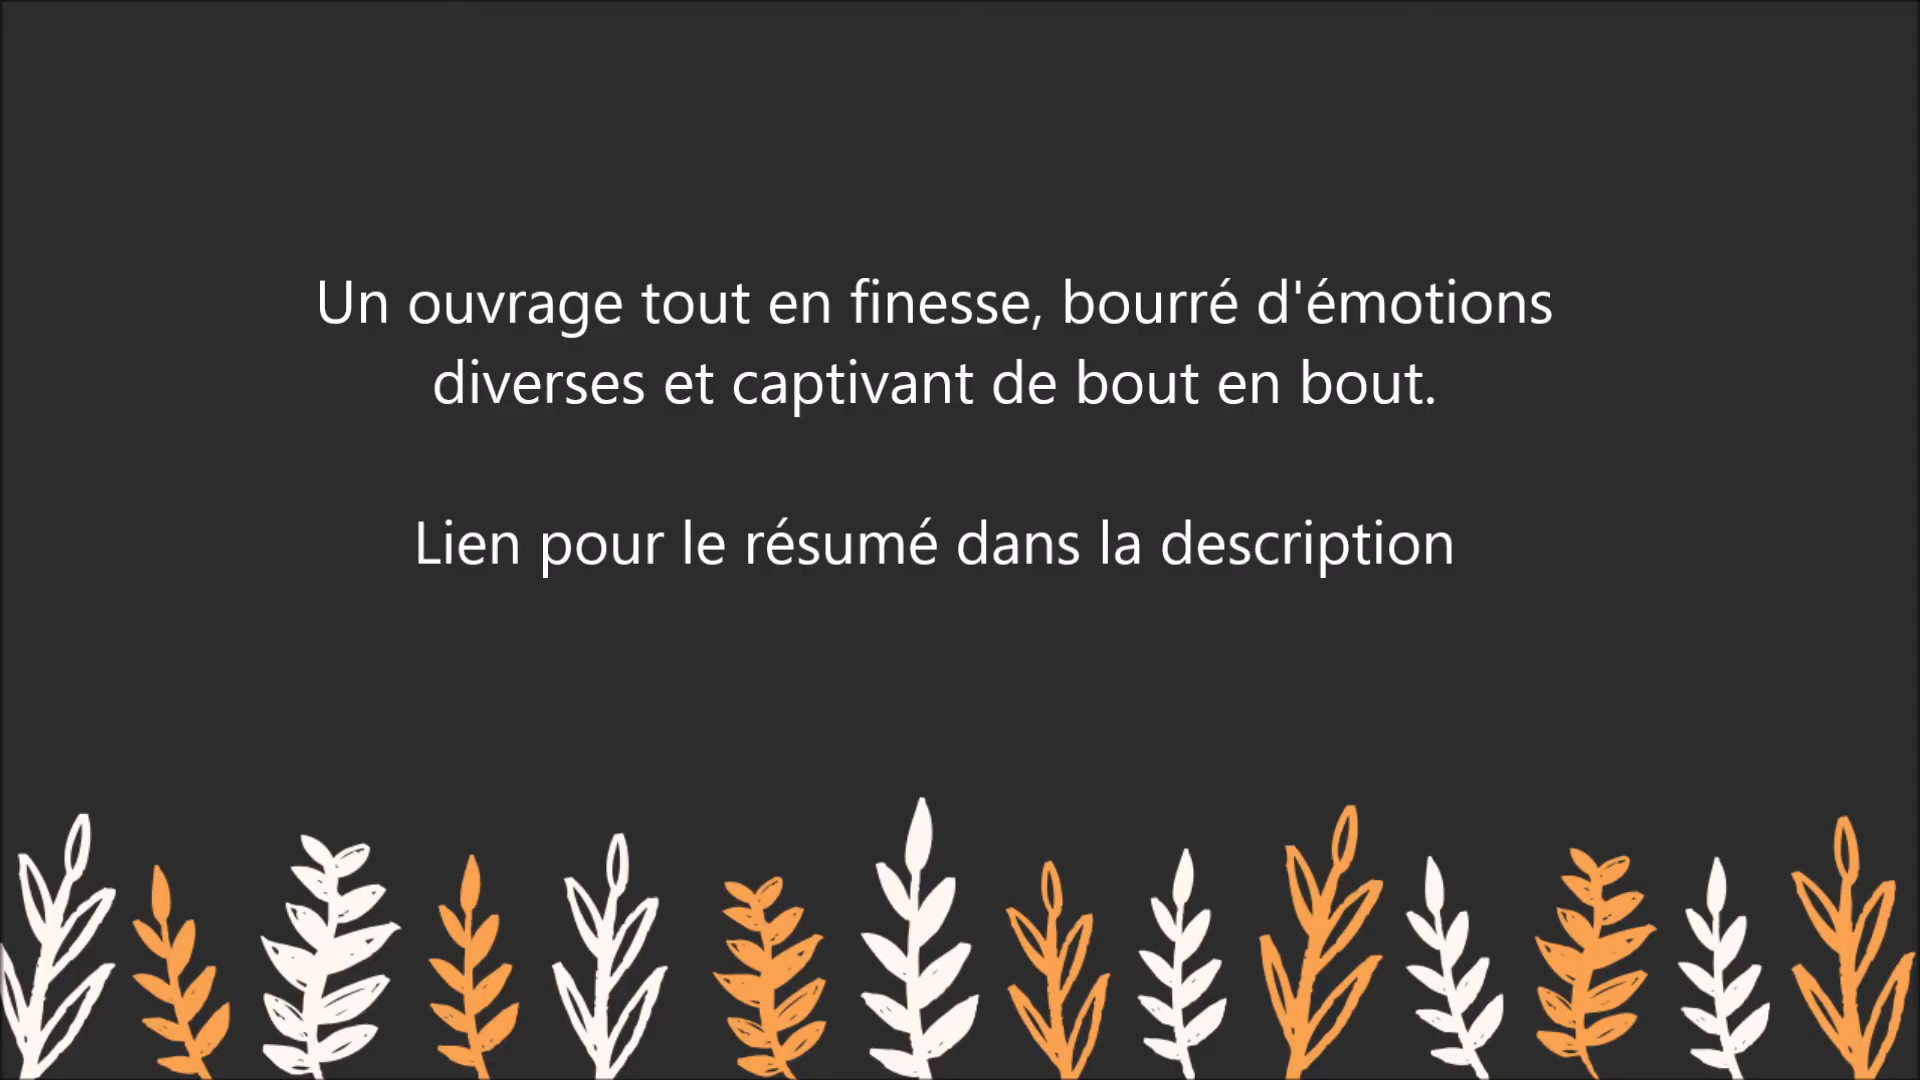 Un ouvrage tout en finesse, bourré d'émotions
diverses et captivant de bout en bout.
Lien pour le résumé dans la description